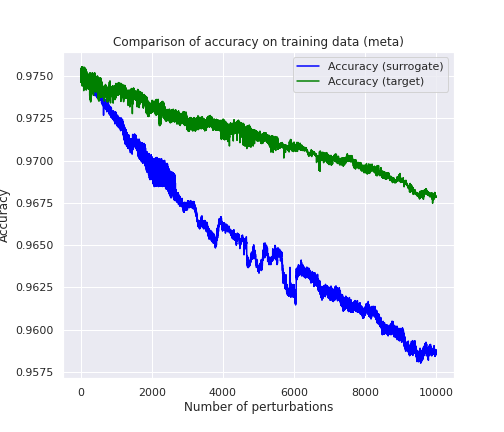 Comparison of accuracy on training data (meta)
Accuracy (surrogate)
Accuracy (target)
0.9750
0.9725
0.9700
0.9675
0.9650
0.9625
0.9600
0.9575
Accuracy
0 2000 4000 6000 8000 10000
Number of perturbations